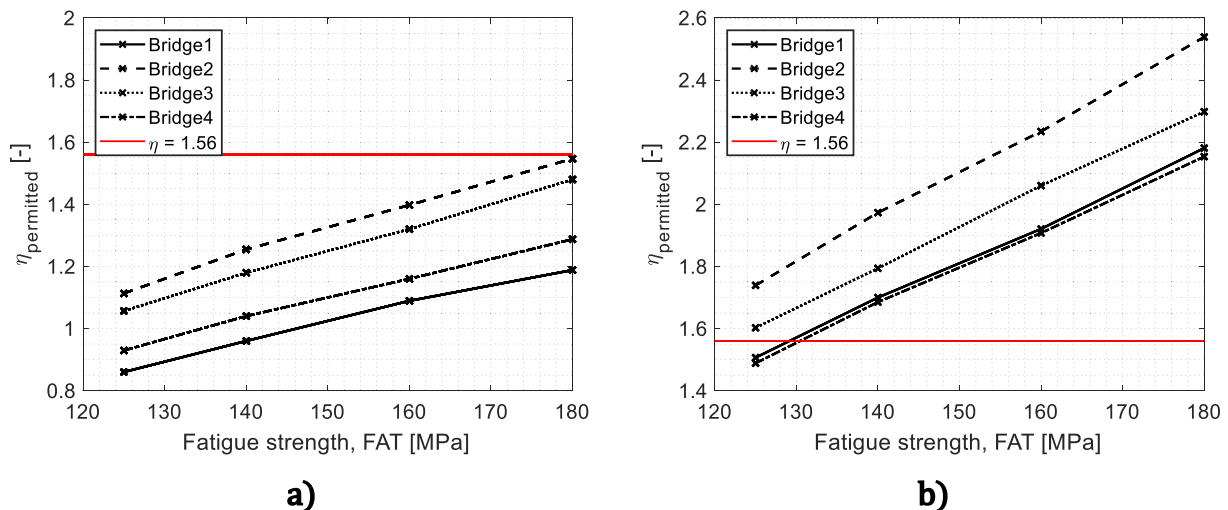 2
1.8
1.6
1.4
1.2
1
0.8
120 130 140 150 160 170 180
η_permitted [-]
Fatigue strength, FAT [MPa]
Bridge1
Bridge2
Bridge3
Bridge4
η = 1.56
a)
2.6
2.4
2.2
2
1.8
1.6
1.4
120 130 140 150 160 170 180
η_permitted [-]
Fatigue strength, FAT [MPa]
Bridge1
Bridge2
Bridge3
Bridge4
η = 1.56
b)